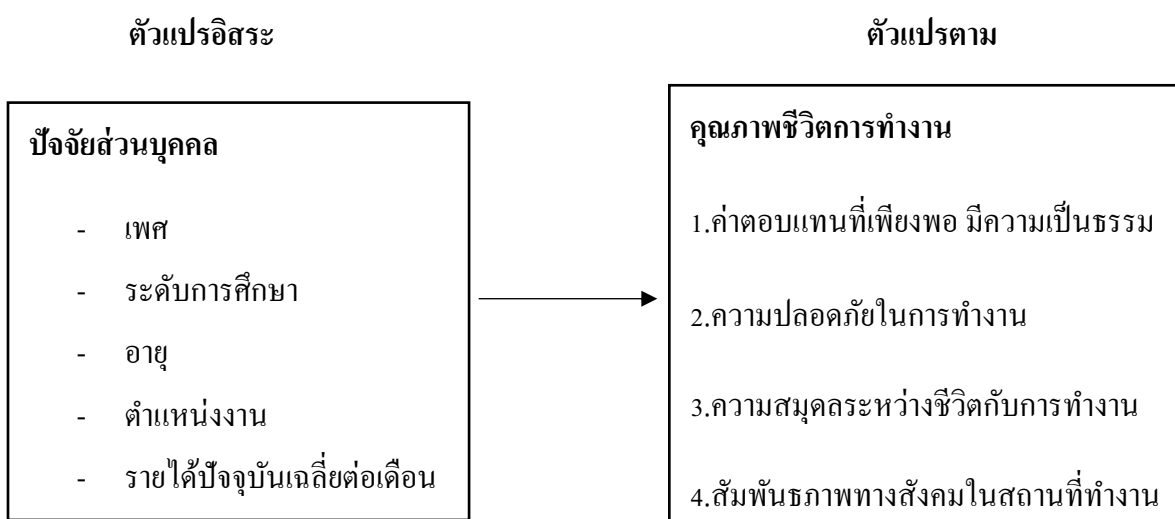 ตัวแปรอิสระ
ตัวแปรตาม
ปัจจัยส่วนบุคคล
- เพศ
- ระดับการศึกษา
- อายุ
- ตำแหน่งงาน
- รายได้ปัจจุบันเฉลี่ยต่อเดือน
คุณภาพชีวิตการทำงาน
1.ค่าตอบแทนที่เพียงพอ มีความเป็นธรรม
2.ความปลอดภัยในการทำงาน
3.ความสมดุลระหว่างชีวิตกับการทำงาน
4.สัมพันธภาพทางสังคมในสถานที่ทำงาน